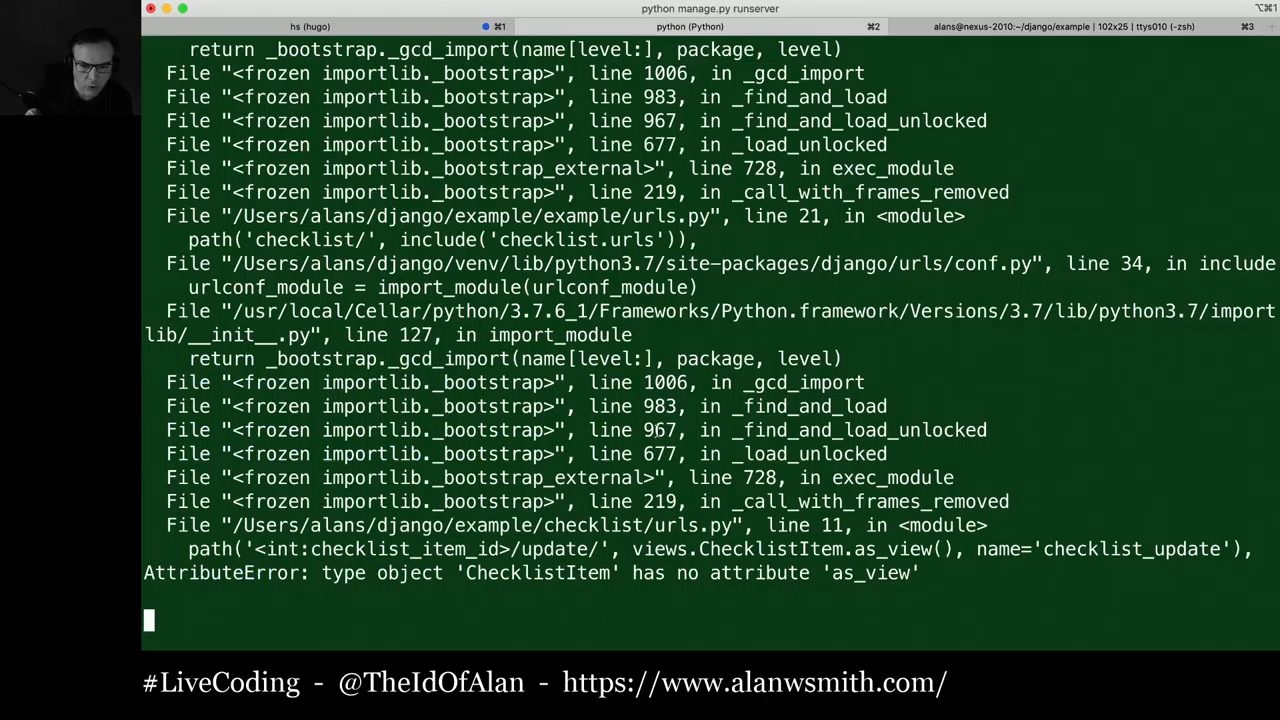 python manage.py runserver
⌥⌘1
hs (hugo)
⌘1
python (Python)
⌘2
alans@nexus-2010:~/django/example | 102x25 | ttys010 (-zsh)
⌘3
return _bootstrap._gcd_import(name[level:], package, level)
File "<frozen importlib._bootstrap>", line 1006, in _gcd_import
File "<frozen importlib._bootstrap>", line 983, in _find_and_load
File "<frozen importlib._bootstrap>", line 967, in _find_and_load_unlocked
File "<frozen importlib._bootstrap>", line 677, in _load_unlocked
File "<frozen importlib._bootstrap_external>", line 728, in exec_module
File "<frozen importlib._bootstrap>", line 219, in _call_with_frames_removed
File "/Users/alans/django/example/example/urls.py", line 21, in <module>
path('checklist/', include('checklist.urls')),
File "/Users/alans/django/venv/lib/python3.7/site-packages/django/urls/conf.py", line 34, in include
urlconf_module = import_module(urlconf_module)
File "/usr/local/Cellar/python/3.7.6_1/Frameworks/Python.framework/Versions/3.7/lib/python3.7/import
lib/__init__.py", line 127, in import_module
return _bootstrap._gcd_import(name[level:], package, level)
File "<frozen importlib._bootstrap>", line 1006, in _gcd_import
File "<frozen importlib._bootstrap>", line 983, in _find_and_load
File "<frozen importlib._bootstrap>", line 967, in _find_and_load_unlocked
File "<frozen importlib._bootstrap>", line 677, in _load_unlocked
File "<frozen importlib._bootstrap_external>", line 728, in exec_module
File "<frozen importlib._bootstrap>", line 219, in _call_with_frames_removed
File "/Users/alans/django/example/checklist/urls.py", line 11, in <module>
path('<int:checklist_item_id>/update/', views.ChecklistItem.as_view(), name='checklist_update'),
AttributeError: type object 'ChecklistItem' has no attribute 'as_view'
#LiveCoding - @TheIdOfAlan - https://www.alanwsmith.com/